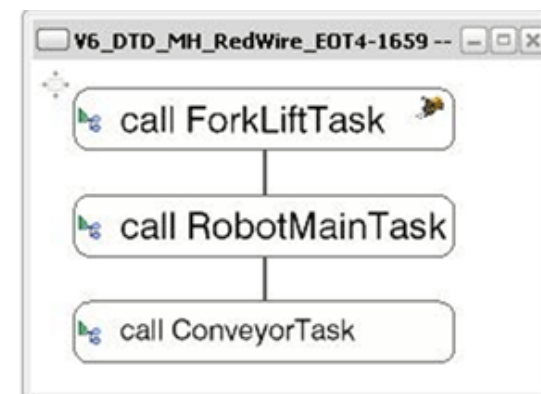 V6_DTD_MH_RedWire_EOT4-1659 --
call ForkLiftTask
call RobotMainTask
call ConveyorTask